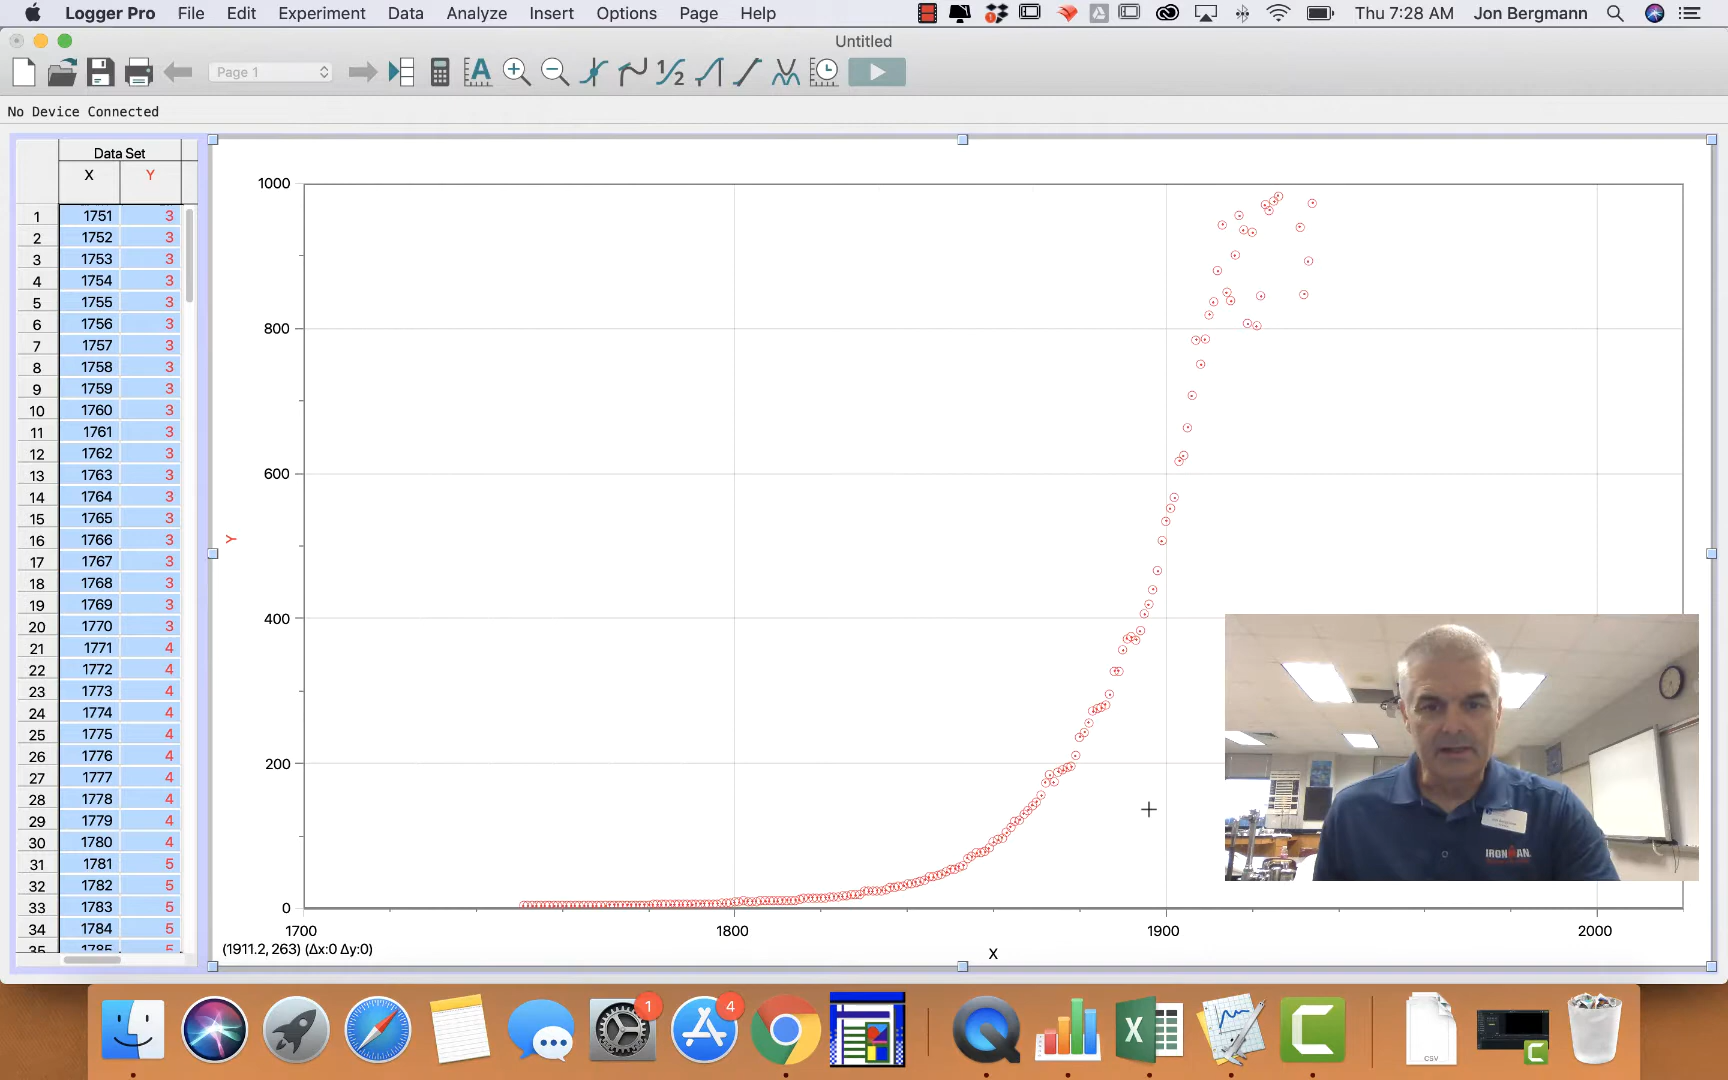 Logger Pro File Edit Experiment Data Analyze Insert Options Page Help Thu 7:28 AM Jon Bergmann
Untitled
Page 1
No Device Connected
Data Set
X Y
1 1751 3
2 1752 3
3 1753 3
4 1754 3
5 1755 3
6 1756 3
7 1757 3
8 1758 3
9 1759 3
10 1760 3
11 1761 3
12 1762 3
13 1763 3
14 1764 3
15 1765 3
16 1766 3
17 1767 3
18 1768 3
19 1769 3
20 1770 3
21 1771 4
22 1772 4
23 1773 4
24 1774 4
25 1775 4
26 1776 4
27 1777 4
28 1778 4
29 1779 4
30 1780 4
31 1781 5
32 1782 5
33 1783 5
34 1784 5
35 1785 5
1000
800
600
400
200
0
Y
1700 1800 1900 2000
X
(1911.2, 263) (Δx:0 Δy:0)
IRONMAN
1
4
X
CSV